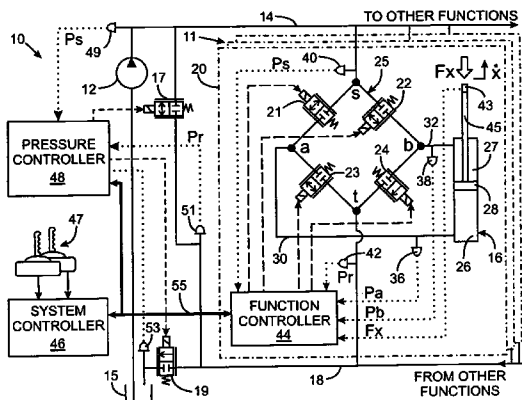 14
TO OTHER FUNCTIONS
10
Ps
49
11
40
20
Ps
25
Fx
ẋ
12
17
s
22
43
45
21
32
27
PRESSURE CONTROLLER
48
Pr
a
b
38
28
23
24
51
t
47
30
42
36
26
16
Pr
55
Pa
SYSTEM CONTROLLER
46
53
FUNCTION CONTROLLER
44
Pb
Fx
15
19
18
FROM OTHER FUNCTIONS